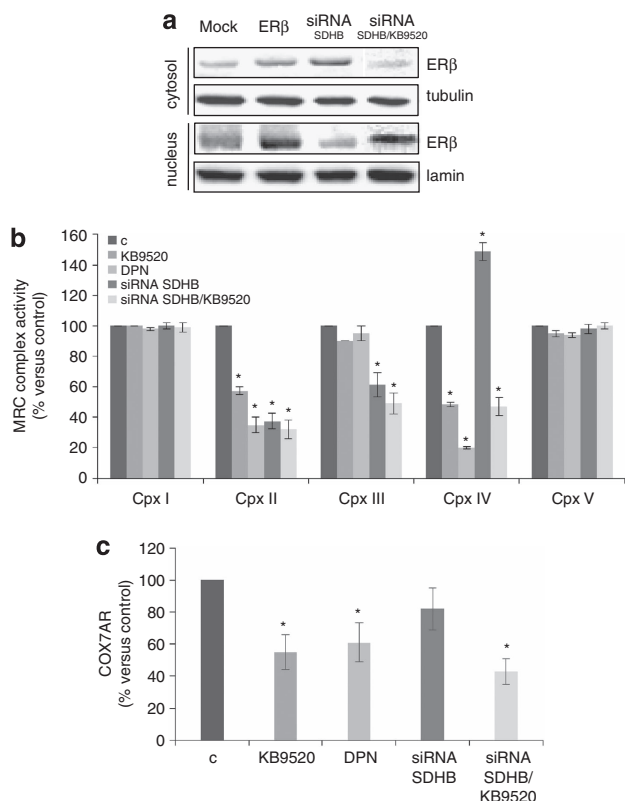 a
Mock ERβ siRNA SDHB siRNA SDHB/KB9520
cytosol
ERβ
tubulin
nucleus
ERβ
lamin
b
MRC complex activity
(% versus control)
160
140
120
100
80
60
40
20
0
c
KB9520
DPN
siRNA SDHB
siRNA SDHB/KB9520
* * * *
* *
* * * *
Cpx I Cpx II Cpx III Cpx IV Cpx V
c
COX7AR
(% versus control)
120
100
80
60
40
20
0
* * *
c KB9520 DPN siRNA siRNA
SDHB SDHB/
KB9520